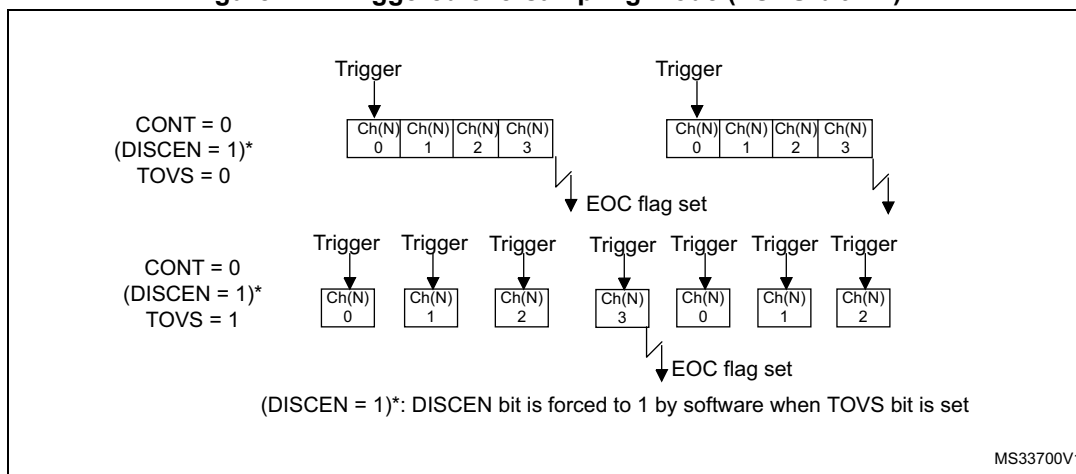 Trigger Trigger
CONT = 0
(DISCEN = 1)*
TOVS = 0
Ch(N) 0 Ch(N) 1 Ch(N) 2 Ch(N) 3 Ch(N) 0 Ch(N) 1 Ch(N) 2 Ch(N) 3
EOC flag set
Trigger Trigger Trigger Trigger Trigger Trigger Trigger
CONT = 0
(DISCEN = 1)*
TOVS = 1
Ch(N) 0 Ch(N) 1 Ch(N) 2 Ch(N) 3 Ch(N) 0 Ch(N) 1 Ch(N) 2
EOC flag set
(DISCEN = 1)*: DISCEN bit is forced to 1 by software when TOVS bit is set